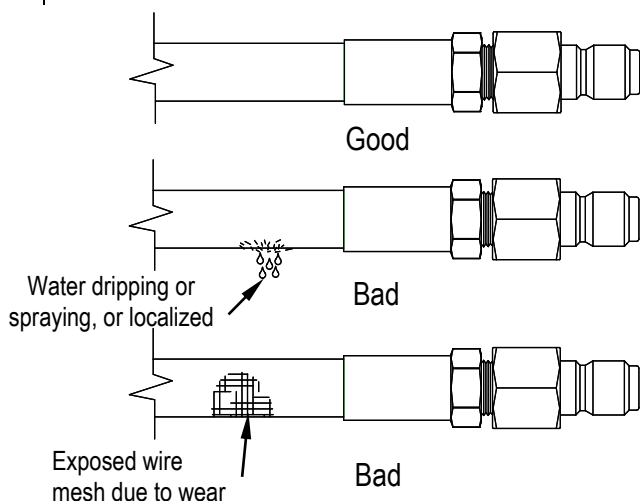 Good
Water dripping or
spraying, or localized
Bad
Exposed wire
mesh due to wear
Bad